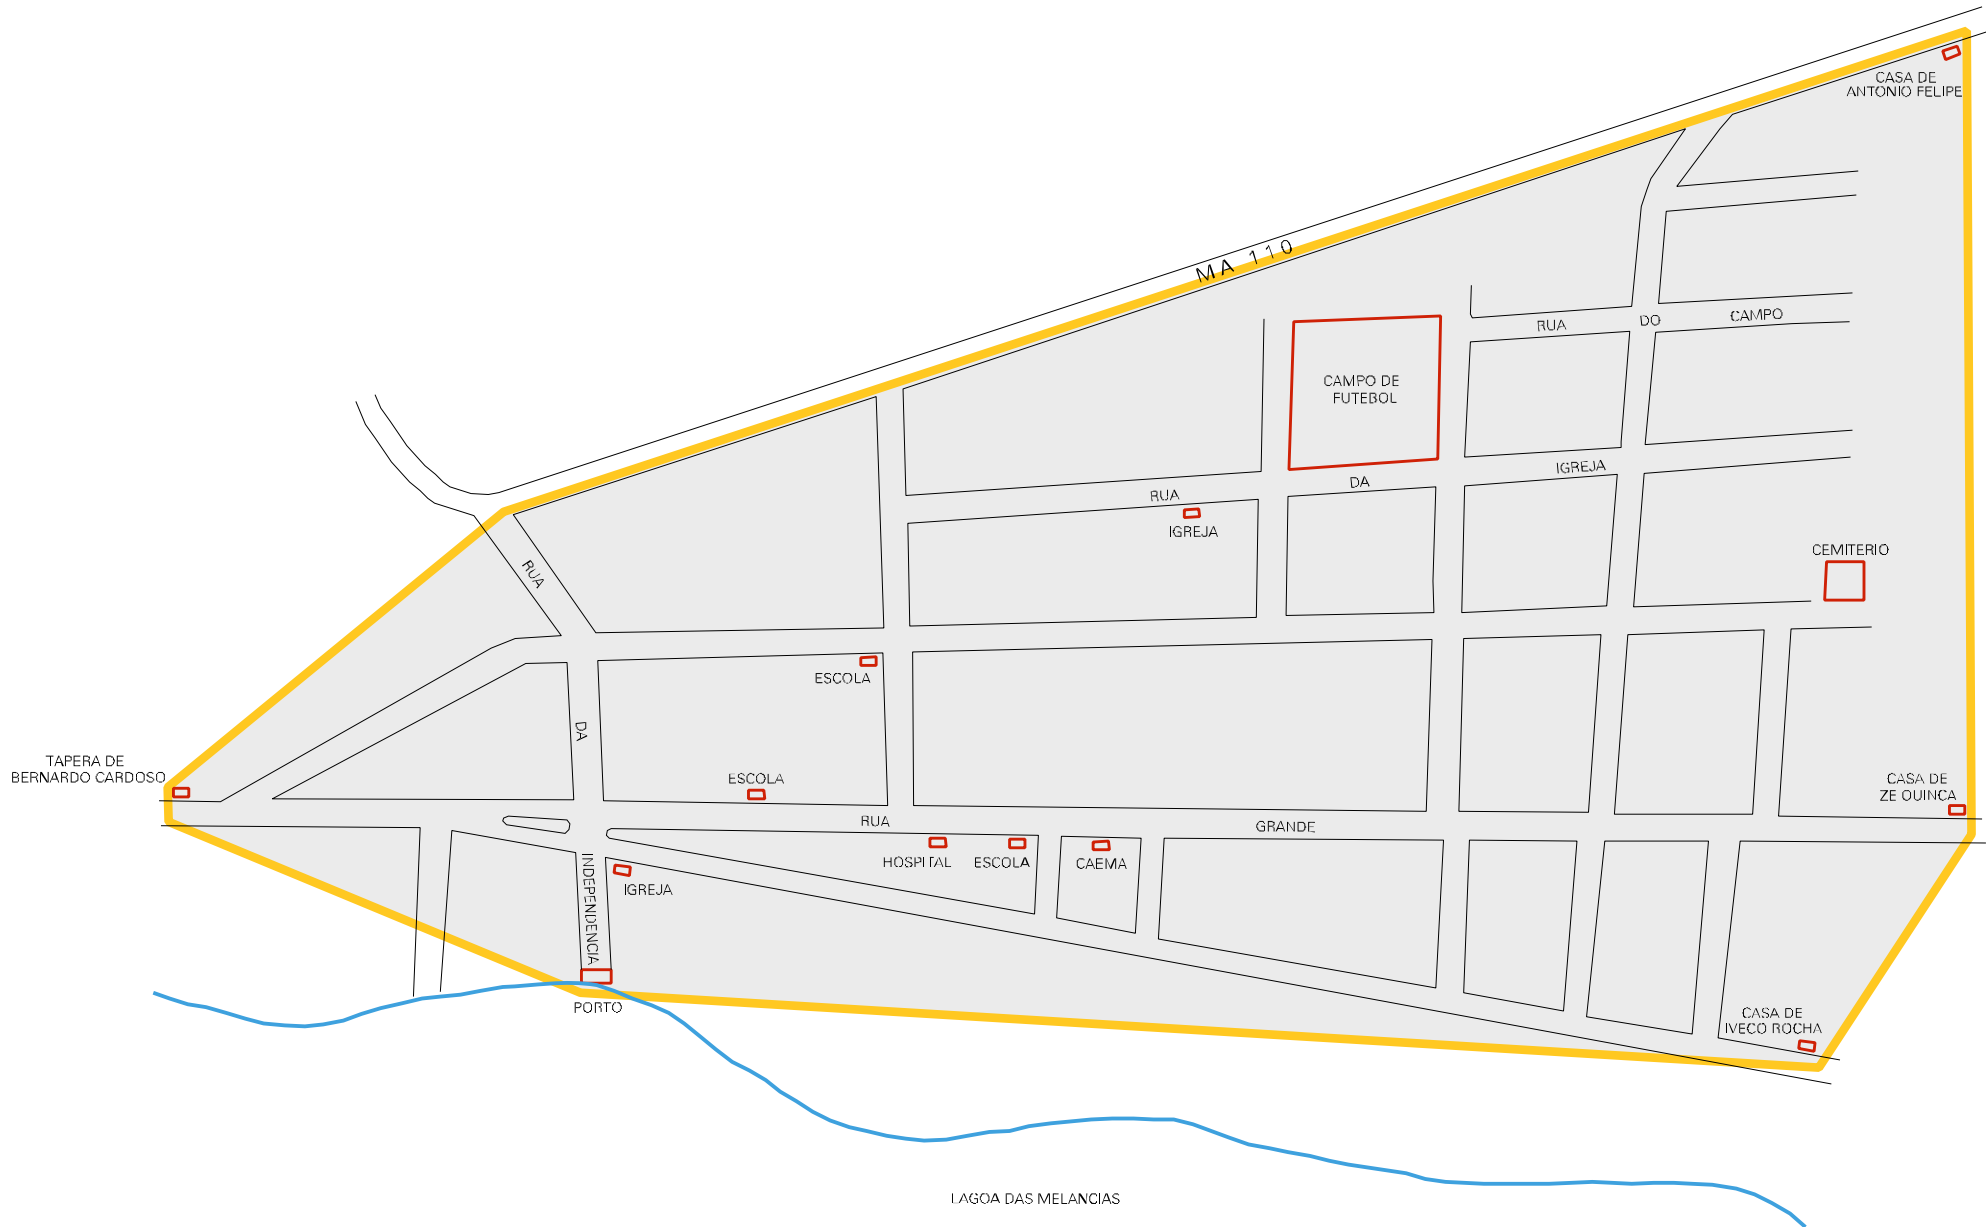 CASA DE
ANTONIO FELIPE
MA 110
RUA DO CAMPO
CAMPO DE
FUTEBOL
RUA DA IGREJA
IGREJA
CEMITERIO
RUA DA INDEPENDENCIA
ESCOLA
TAPERA DE
BERNARDO CARDOSO
ESCOLA
CASA DE
ZE OUINCA
RUA GRANDE
HOSPITAL
ESCOLA
CAEMA
IGREJA
PORTO
CASA DE
IVECO ROCHA
LAGOA DAS MELANCIAS